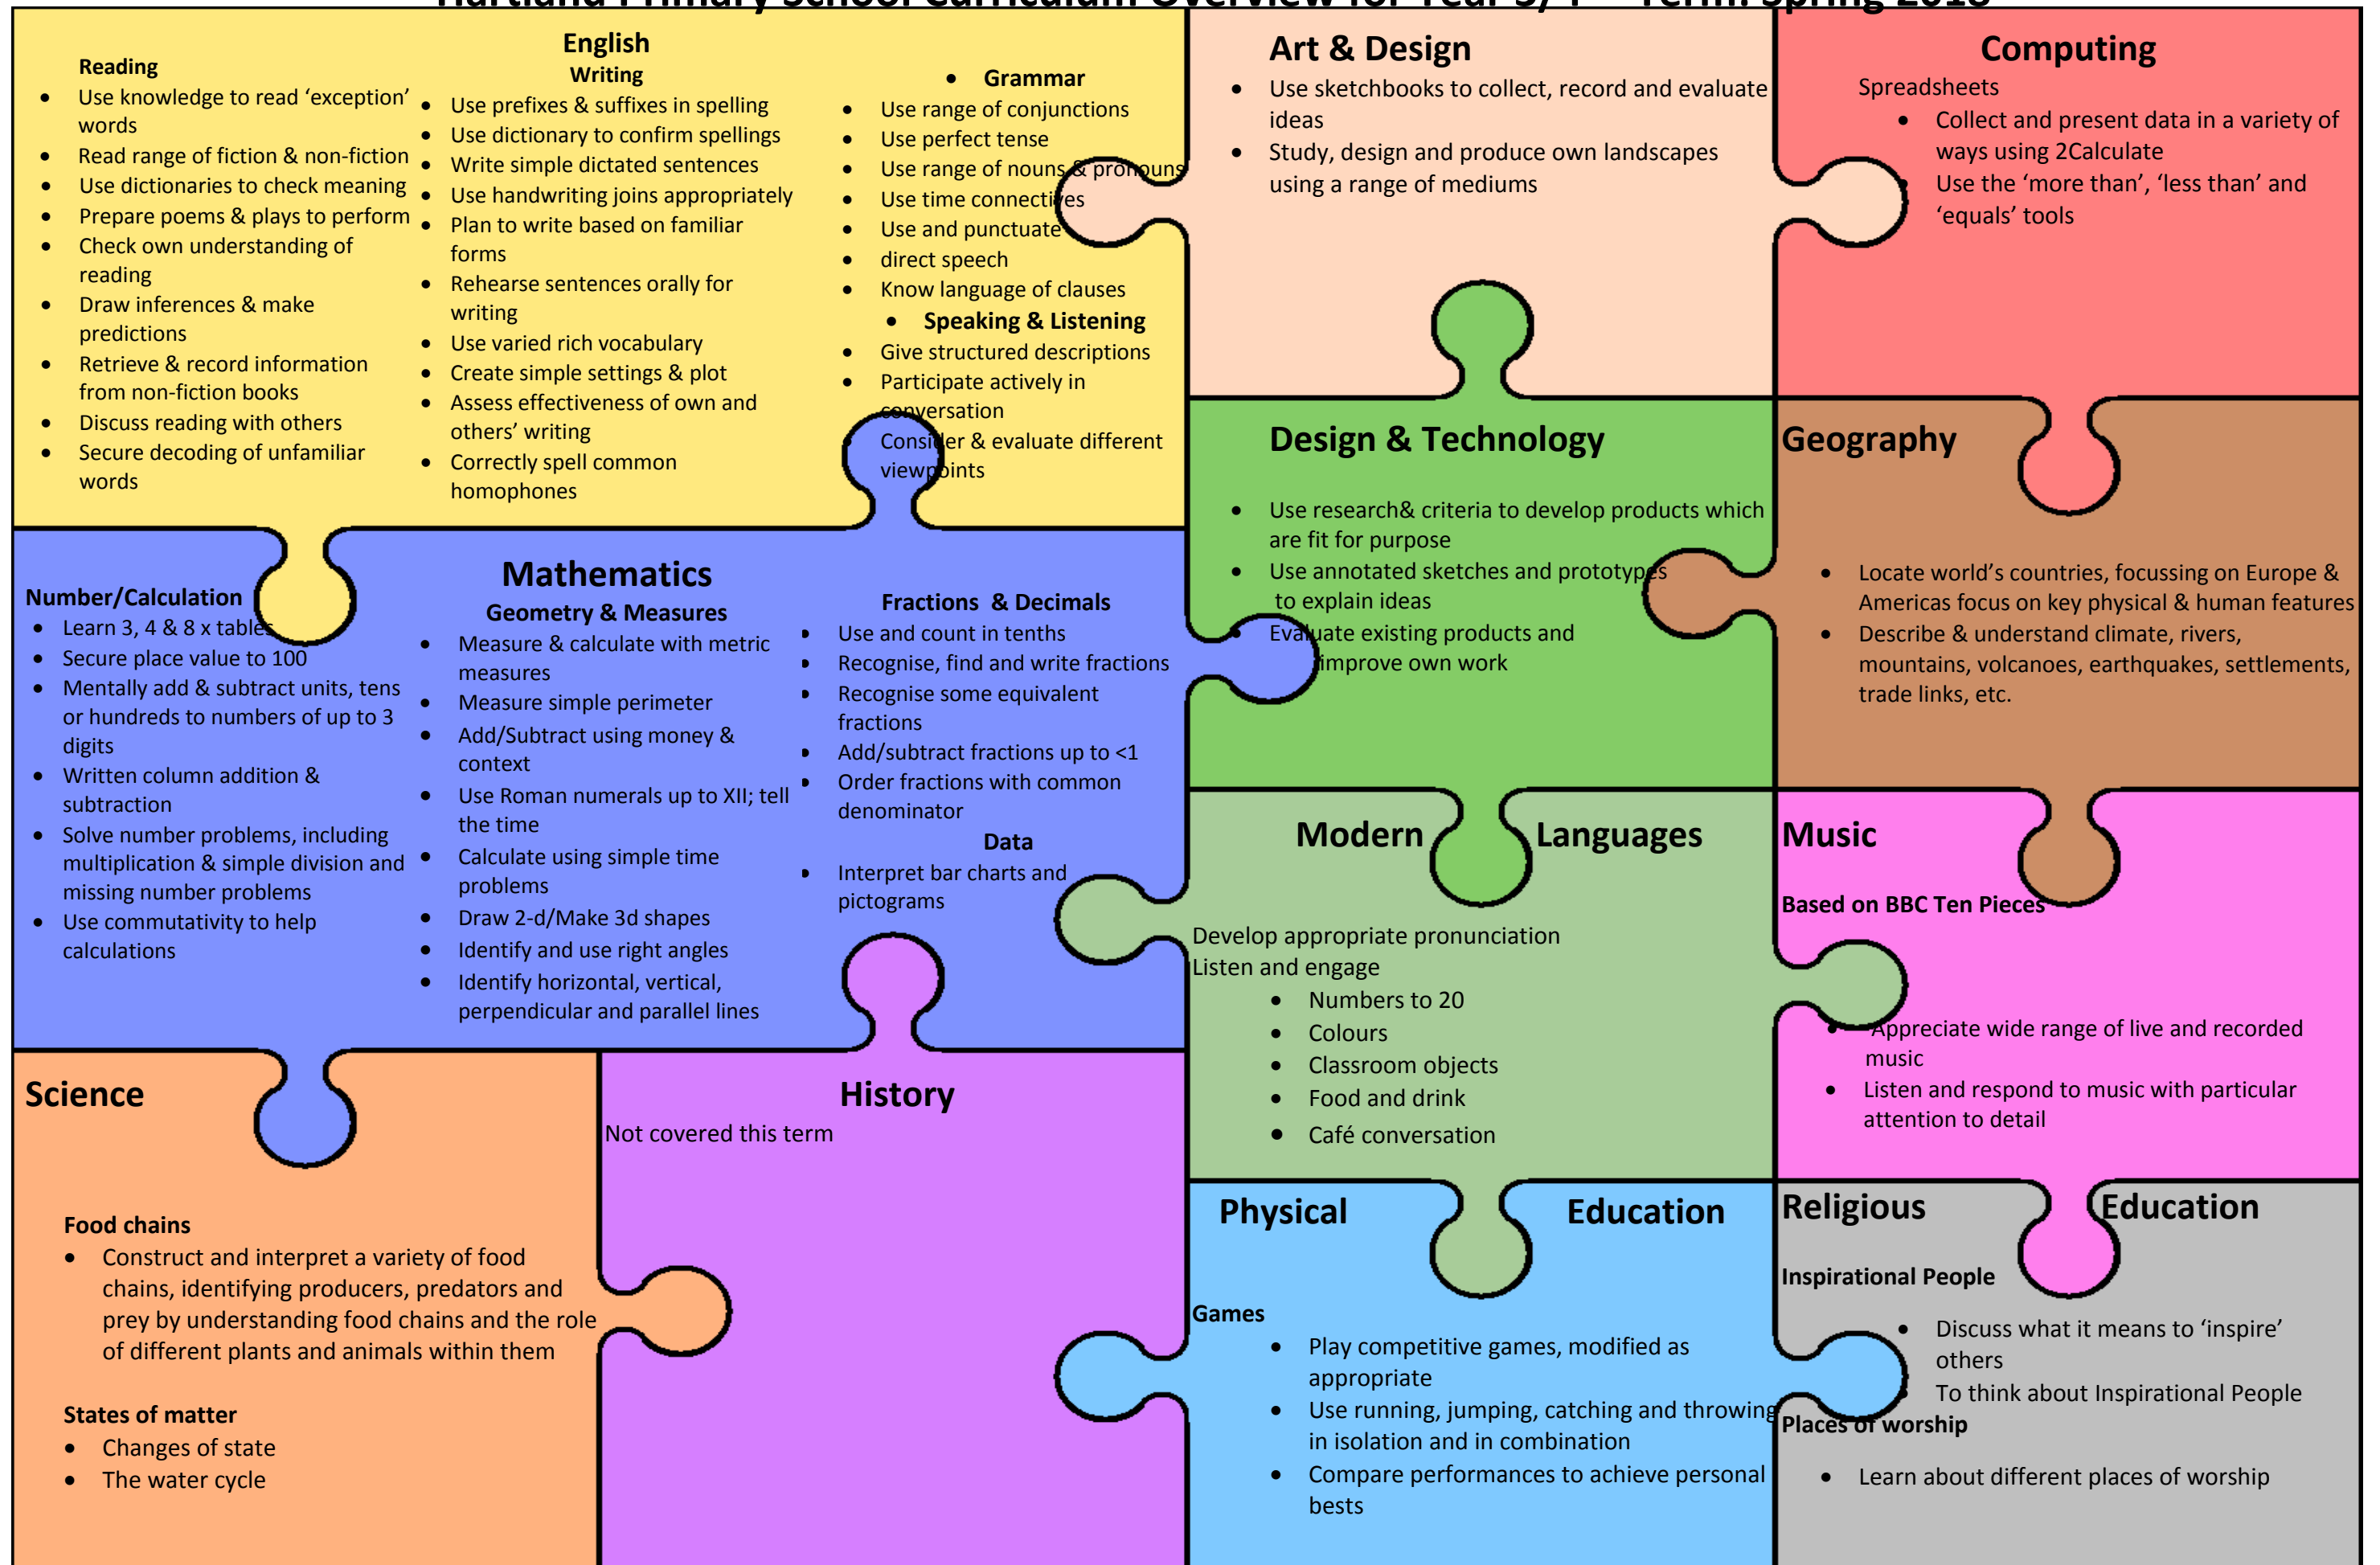 Hartland Primary School Curriculum Overview for Year 3/4 – Term: Spring 2018
English
Reading
• Use knowledge to read ‘exception’
words
• Read range of fiction & non-fiction
• Use dictionaries to check meaning
• Prepare poems & plays to perform
• Check own understanding of
reading
• Draw inferences & make
predictions
• Retrieve & record information
from non-fiction books
• Discuss reading with others
• Secure decoding of unfamiliar
words
Writing
• Use prefixes & suffixes in spelling
• Use dictionary to confirm spellings
• Write simple dictated sentences
• Use handwriting joins appropriately
• Plan to write based on familiar
forms
• Rehearse sentences orally for
writing
• Use varied rich vocabulary
• Create simple settings & plot
• Assess effectiveness of own and
others’ writing
• Correctly spell common
homophones
• Grammar
• Use range of conjunctions
• Use perfect tense
• Use range of nouns & pronouns
• Use time connectives
• Use and punctuate
• direct speech
• Know language of clauses
• Speaking & Listening
• Give structured descriptions
• Participate actively in
conversation
• Consider & evaluate different
viewpoints
Art & Design
• Use sketchbooks to collect, record and evaluate
ideas
• Study, design and produce own landscapes
using a range of mediums
Computing
Spreadsheets
• Collect and present data in a variety of
ways using 2Calculate
• Use the ‘more than’, ‘less than’ and
‘equals’ tools
Design & Technology
• Use research& criteria to develop products which
are fit for purpose
• Use annotated sketches and prototypes
to explain ideas
• Evaluate existing products and
improve own work
Geography
• Locate world’s countries, focussing on Europe &
Americas focus on key physical & human features
• Describe & understand climate, rivers,
mountains, volcanoes, earthquakes, settlements,
trade links, etc.
Mathematics
Number/Calculation
• Learn 3, 4 & 8 x tables
• Secure place value to 100
• Mentally add & subtract units, tens
or hundreds to numbers of up to 3
digits
• Written column addition &
subtraction
• Solve number problems, including
multiplication & simple division and
missing number problems
• Use commutativity to help
calculations
Geometry & Measures
• Measure & calculate with metric
measures
• Measure simple perimeter
• Add/Subtract using money &
context
• Use Roman numerals up to XII; tell
the time
• Calculate using simple time
problems
• Draw 2-d/Make 3d shapes
• Identify and use right angles
• Identify horizontal, vertical,
perpendicular and parallel lines
Fractions & Decimals
• Use and count in tenths
• Recognise, find and write fractions
• Recognise some equivalent
fractions
• Add/subtract fractions up to <1
• Order fractions with common
denominator
Data
• Interpret bar charts and
pictograms
Modern Languages
Develop appropriate pronunciation
Listen and engage
• Numbers to 20
• Colours
• Classroom objects
• Food and drink
• Café conversation
Music
Based on BBC Ten Pieces
• Appreciate wide range of live and recorded
music
• Listen and respond to music with particular
attention to detail
Science
Food chains
• Construct and interpret a variety of food
chains, identifying producers, predators and
prey by understanding food chains and the role
of different plants and animals within them
States of matter
• Changes of state
• The water cycle
History
Not covered this term
Physical Education
Games
• Play competitive games, modified as
appropriate
• Use running, jumping, catching and throwing
in isolation and in combination
• Compare performances to achieve personal
bests
Religious Education
Inspirational People
• Discuss what it means to ‘inspire’
others
• To think about Inspirational People
Places of worship
• Learn about different places of worship